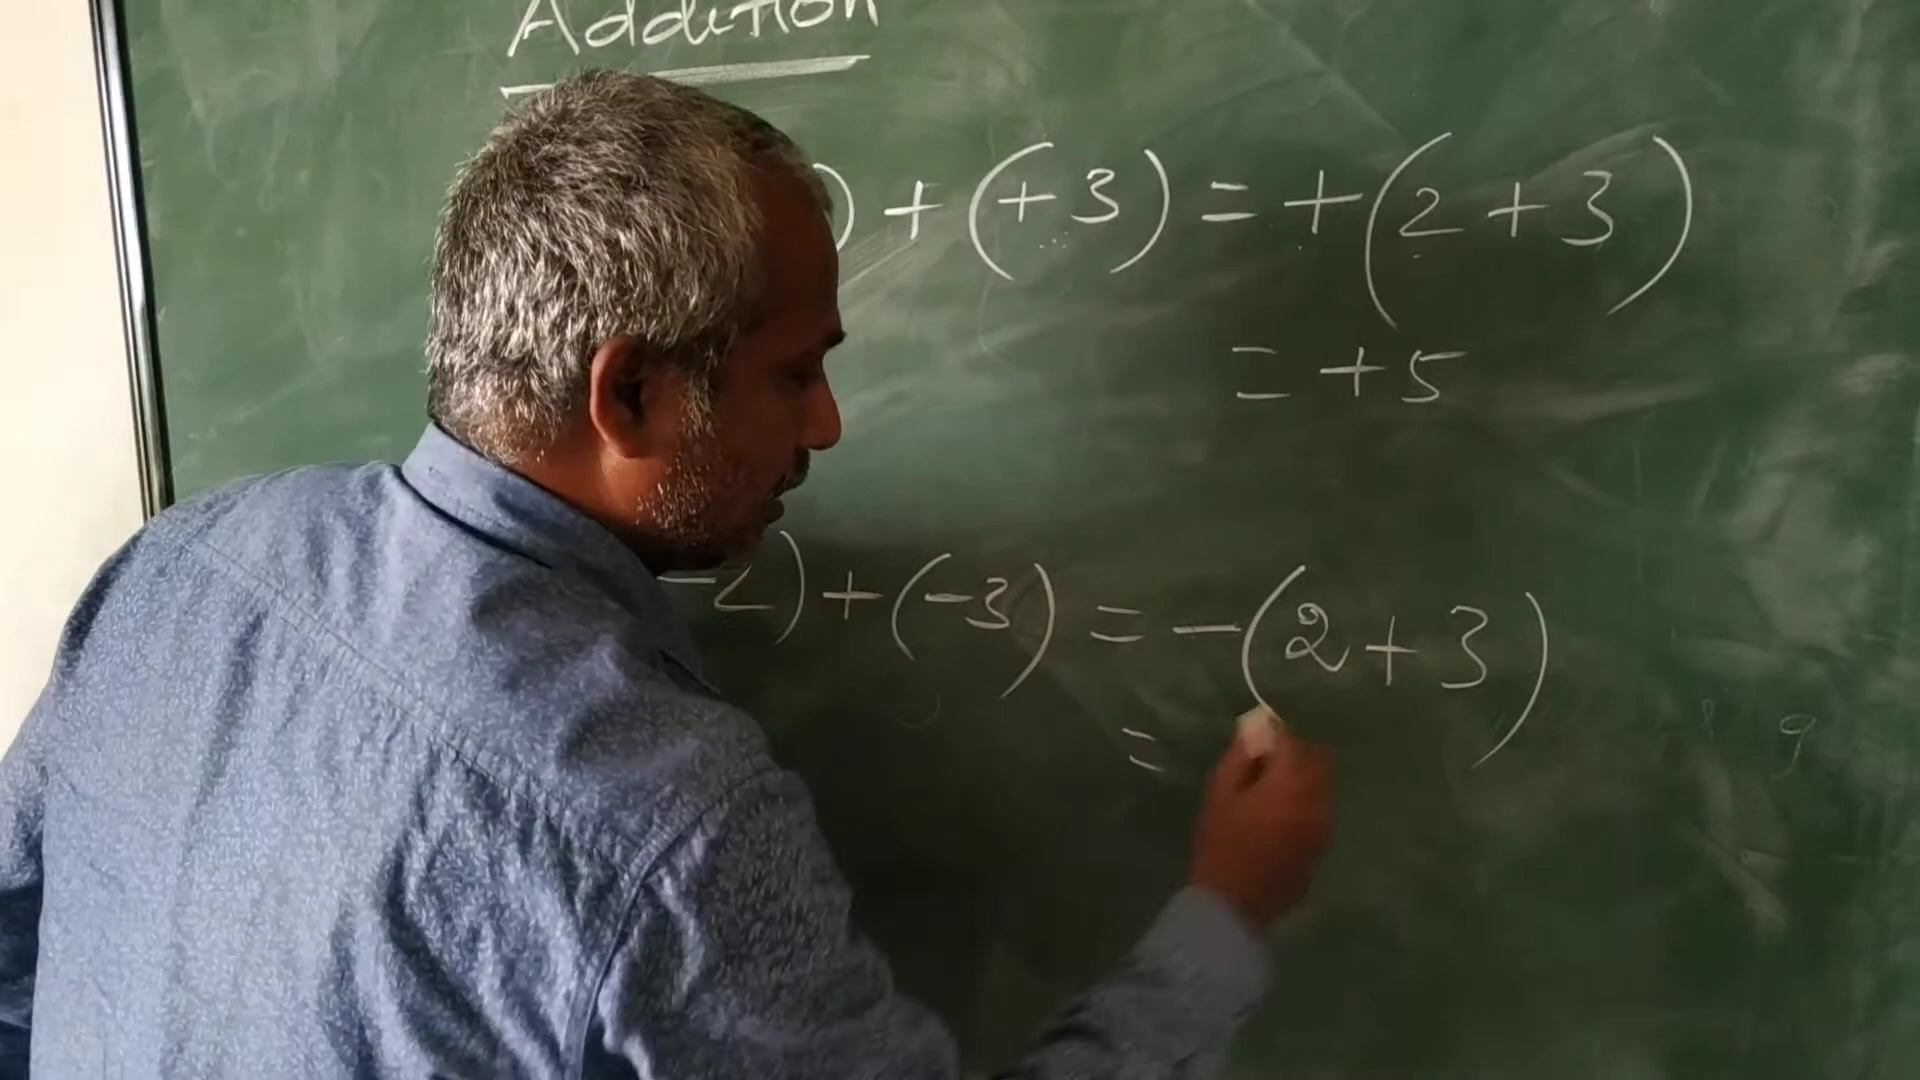 Addition
) + (+3) = +(2+3)
= +5
-2) + (-3) = -(2+3)
=